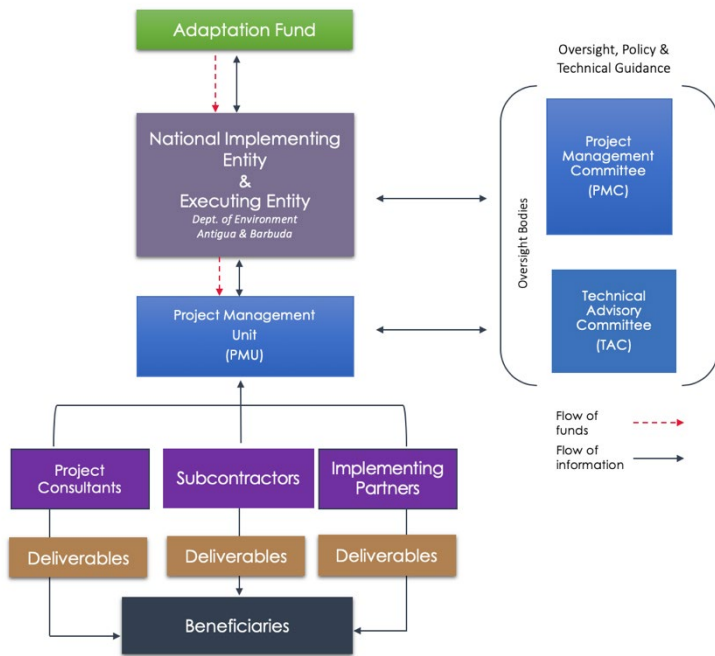 Adaptation Fund
Oversight, Policy &
Technical Guidance
National Implementing
Entity
&
Executing Entity
Dept. of Environment
Antigua & Barbuda
Project
Management
Committee
(PMC)
Oversight Bodies
Project Management
Unit
(PMU)
Technical
Advisory
Committee
(TAC)
Flow of
funds
Flow of
information
Project
Consultants
Subcontractors
Implementing
Partners
Deliverables
Deliverables
Deliverables
Beneficiaries